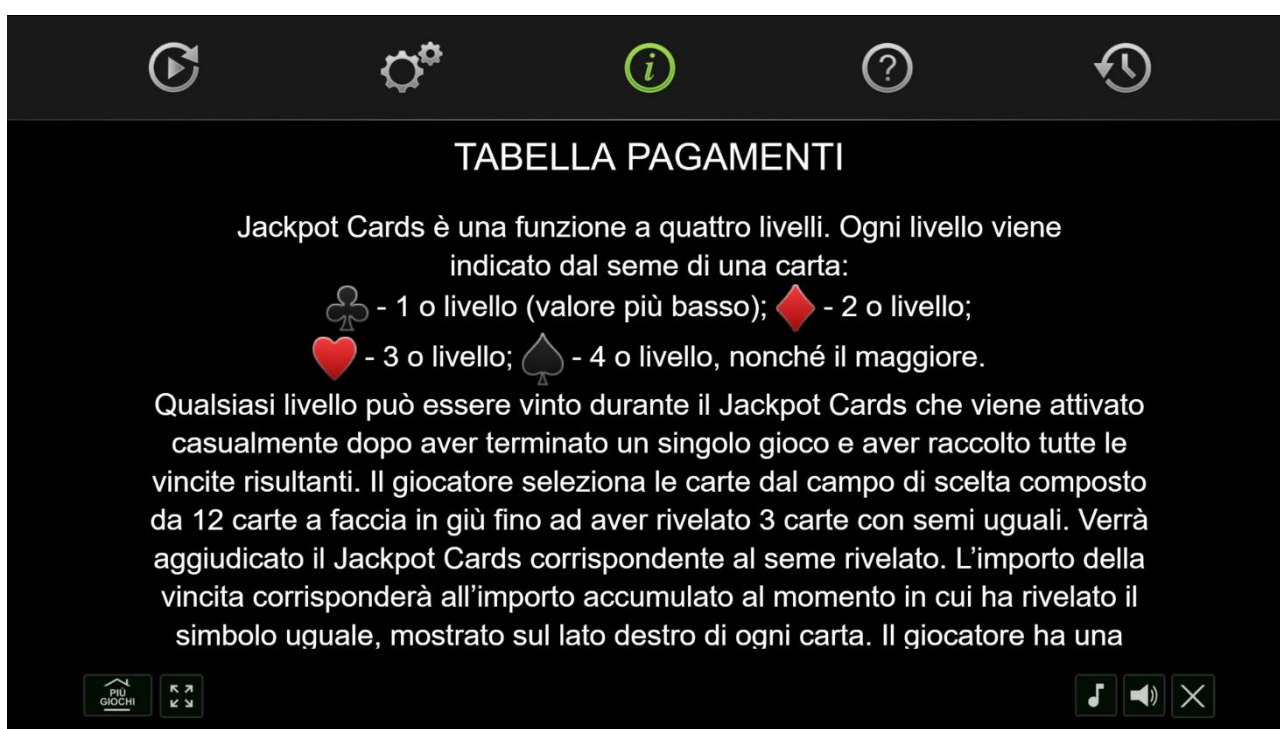 TABELLA PAGAMENTI
Jackpot Cards è una funzione a quattro livelli. Ogni livello viene
indicato dal seme di una carta:
- 1 o livello (valore più basso); - 2 o livello;
- 3 o livello; - 4 o livello, nonché il maggiore.
Qualsiasi livello può essere vinto durante il Jackpot Cards che viene attivato
casualmente dopo aver terminato un singolo gioco e aver raccolto tutte le
vincite risultanti. Il giocatore seleziona le carte dal campo di scelta composto
da 12 carte a faccia in giù fino ad aver rivelato 3 carte con semi uguali. Verrà
aggiudicato il Jackpot Cards corrispondente al seme rivelato. L’importo della
vincita corrisponderà all’importo accumulato al momento in cui ha rivelato il
simbolo uguale, mostrato sul lato destro di ogni carta. Il giocatore ha una
PIÙ
GIOCHI